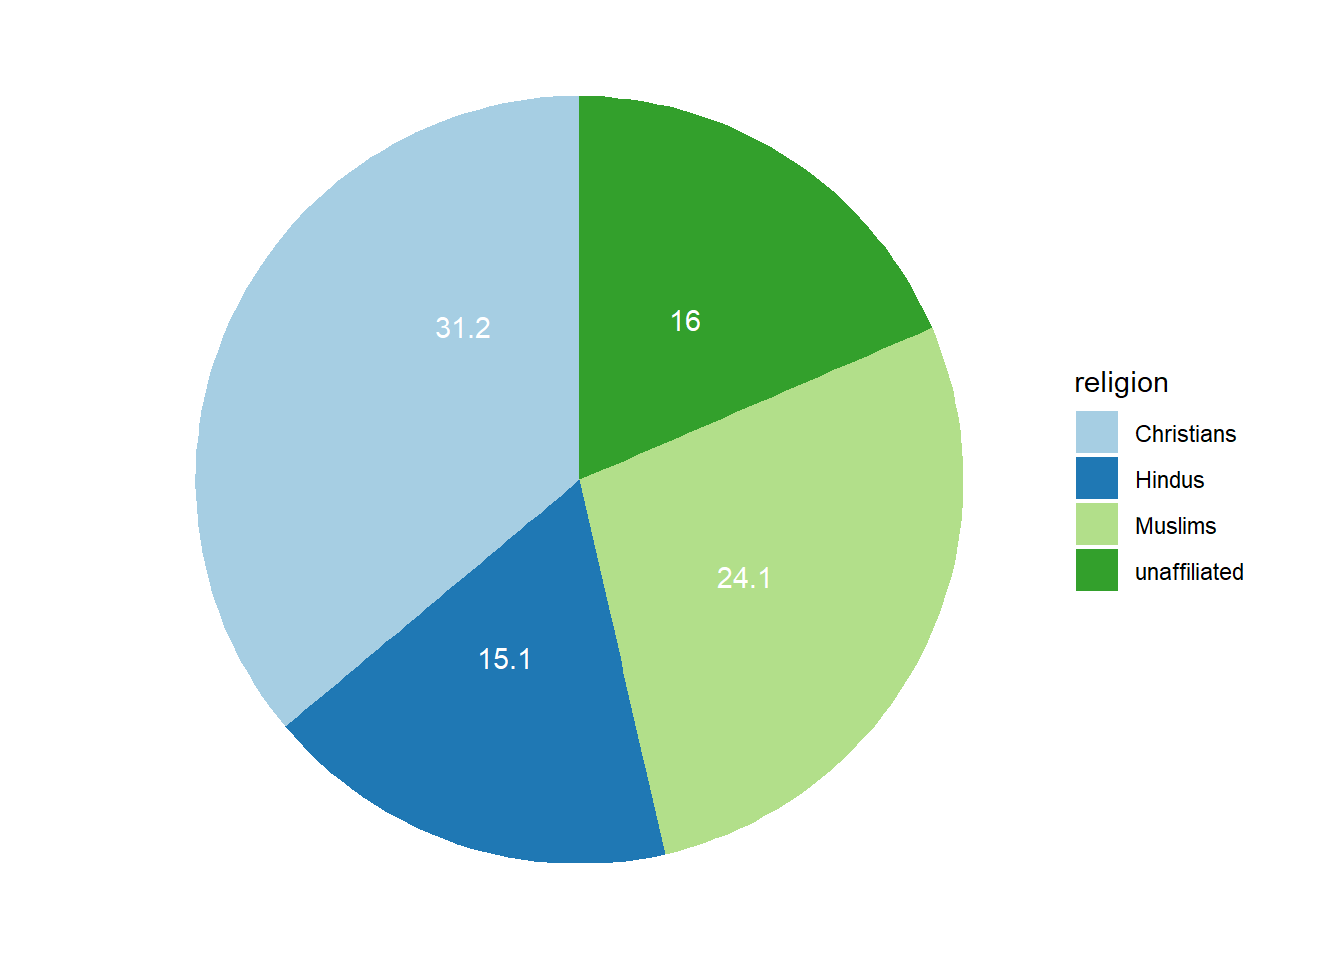 31.2
16
24.1
15.1
religion
Christians
Hindus
Muslims
unaffiliated